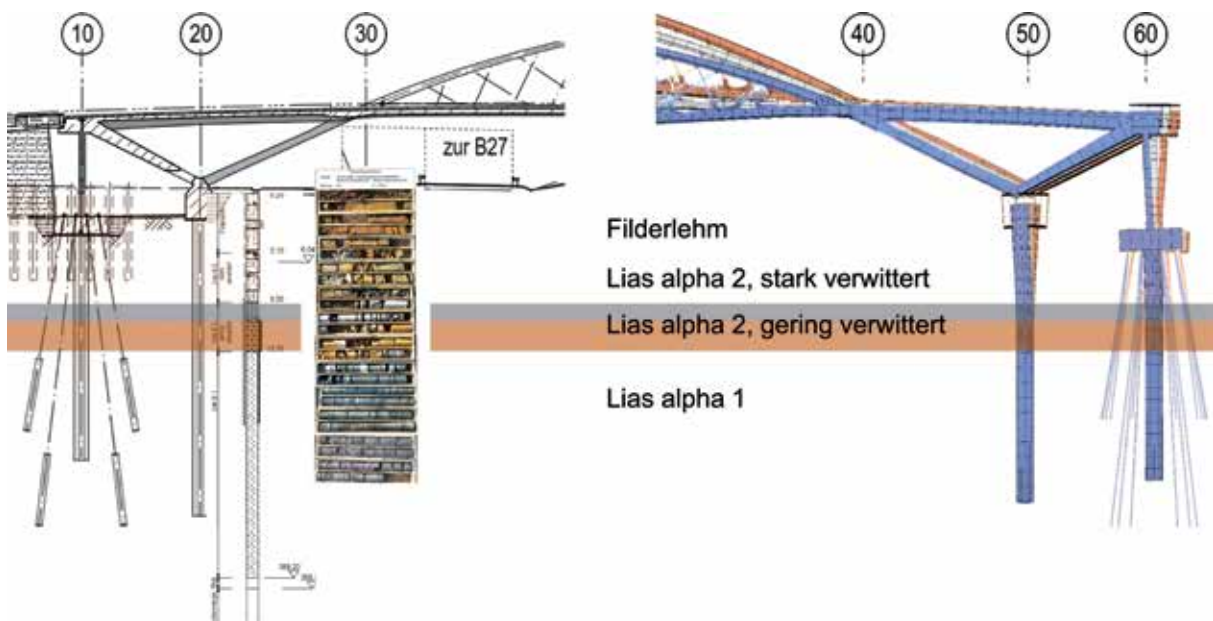 10
20
30
40
50
60
zur B27
Filderlehm
Lias alpha 2, stark verwittert
Lias alpha 2, gering verwittert
Lias alpha 1